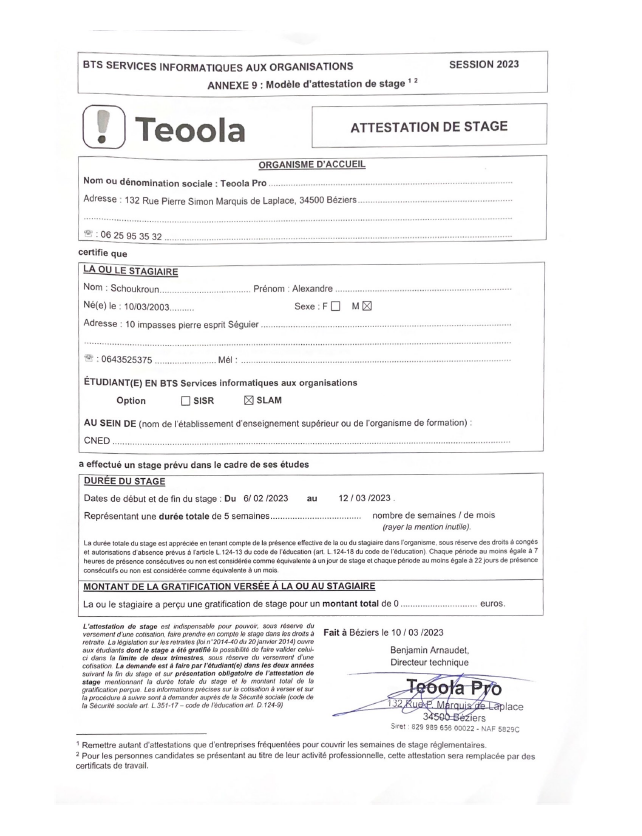 BTS SERVICES INFORMATIQUES AUX ORGANISATIONS SESSION 2023
ANNEXE 9 : Modèle d'attestation de stage ¹ ²
! Teoola
ATTESTATION DE STAGE
ORGANISME D'ACCUEIL
Nom ou dénomination sociale : Teoola Pro
Adresse : 132 Rue Pierre Simon Marquis de Laplace, 34500 Béziers
☏ : 06 25 95 35 32
certifie que
LA OU LE STAGIAIRE
Nom : Schoukroun Prénom : Alexandre
Né(e) le : 10/03/2003 Sexe : F ☐ M ☒
Adresse : 10 impasses pierre esprit Séguier
☏ : 0643525375 Mél :
ÉTUDIANT(E) EN BTS Services informatiques aux organisations
Option ☐ SISR ☒ SLAM
AU SEIN DE (nom de l'établissement d'enseignement supérieur ou de l'organisme de formation) :
CNED
a effectué un stage prévu dans le cadre de ses études
DURÉE DU STAGE
Dates de début et de fin du stage : Du 6/ 02 /2023 au 12 / 03 /2023 .
Représentant une durée totale de 5 semaines nombre de semaines / de mois
(rayer la mention inutile).
La durée totale du stage est appréciée en tenant compte de la présence effective de la ou du stagiaire dans l'organisme, sous réserve des droits à congés
et autorisations d'absence prévus à l'article L.124-13 du code de l'éducation (art. L.124-18 du code de l'éducation). Chaque période au moins égale à 7
heures de présence consécutives ou non est considérée comme équivalente à un jour de stage et chaque période au moins égale à 22 jours de présence
consécutifs ou non est considérée comme équivalente à un mois.
MONTANT DE LA GRATIFICATION VERSÉE À LA OU AU STAGIAIRE
La ou le stagiaire a perçu une gratification de stage pour un montant total de 0 euros.
L'attestation de stage est indispensable pour pouvoir, sous réserve du
versement d'une cotisation, faire prendre en compte le stage dans les droits à
retraite. La législation sur les retraites (loi n°2014-40 du 20 janvier 2014) ouvre
aux étudiants dont le stage a été gratifié la possibilité de faire valider celui-
ci dans la limite de deux trimestres, sous réserve du versement d'une
cotisation. La demande est à faire par l'étudiant(e) dans les deux années
suivant la fin du stage et sur présentation obligatoire de l'attestation de
stage mentionnant la durée totale du stage et le montant total de la
gratification perçue. Les informations précises sur la cotisation à verser et sur
la procédure à suivre sont à demander auprès de la Sécurité sociale (code de
la Sécurité sociale art. L.351-17 – code de l'éducation art. D.124-9)
Fait à Béziers le 10 / 03 /2023
Benjamin Arnaudet,
Directeur technique
Teoola Pro
132 Rue P. Marquis de Laplace
34500 Béziers
Siret : 829 989 656 00022 - NAF 5829C
¹ Remettre autant d'attestations que d'entreprises fréquentées pour couvrir les semaines de stage réglementaires.
² Pour les personnes candidates se présentant au titre de leur activité professionnelle, cette attestation sera remplacée par des
certificats de travail.